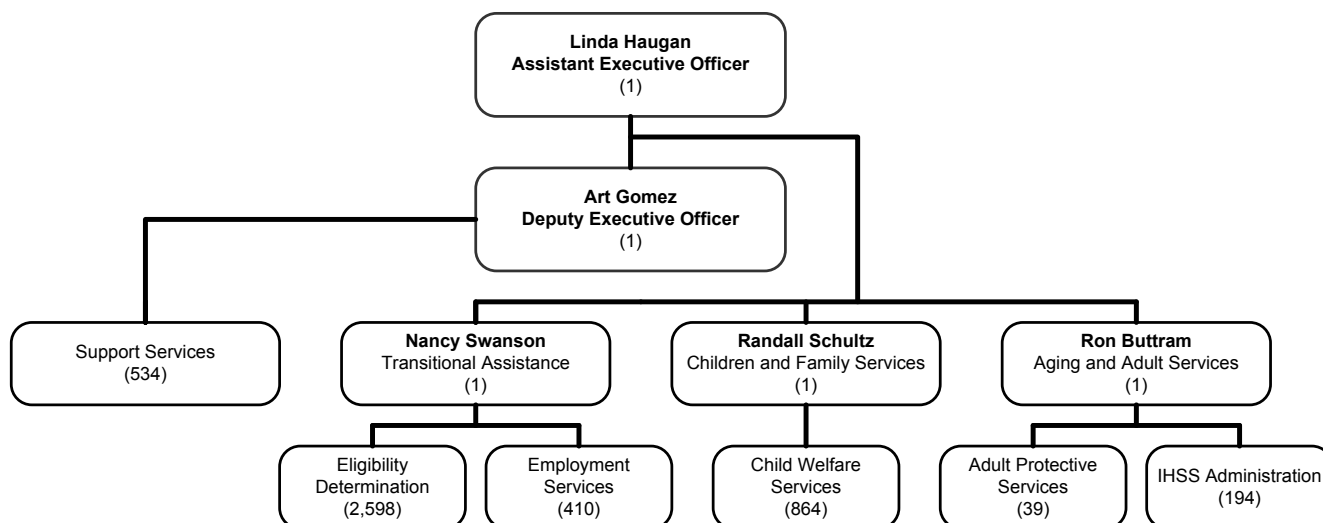 Linda Haugan
Assistant Executive Officer
(1)
Art Gomez
Deputy Executive Officer
(1)
Support Services
(534)
Nancy Swanson
Transitional Assistance
(1)
Randall Schultz
Children and Family Services
(1)
Ron Buttram
Aging and Adult Services
(1)
Eligibility
Determination
(2,598)
Employment
Services
(410)
Child Welfare
Services
(864)
Adult Protective
Services
(39)
IHSS Administration
(194)